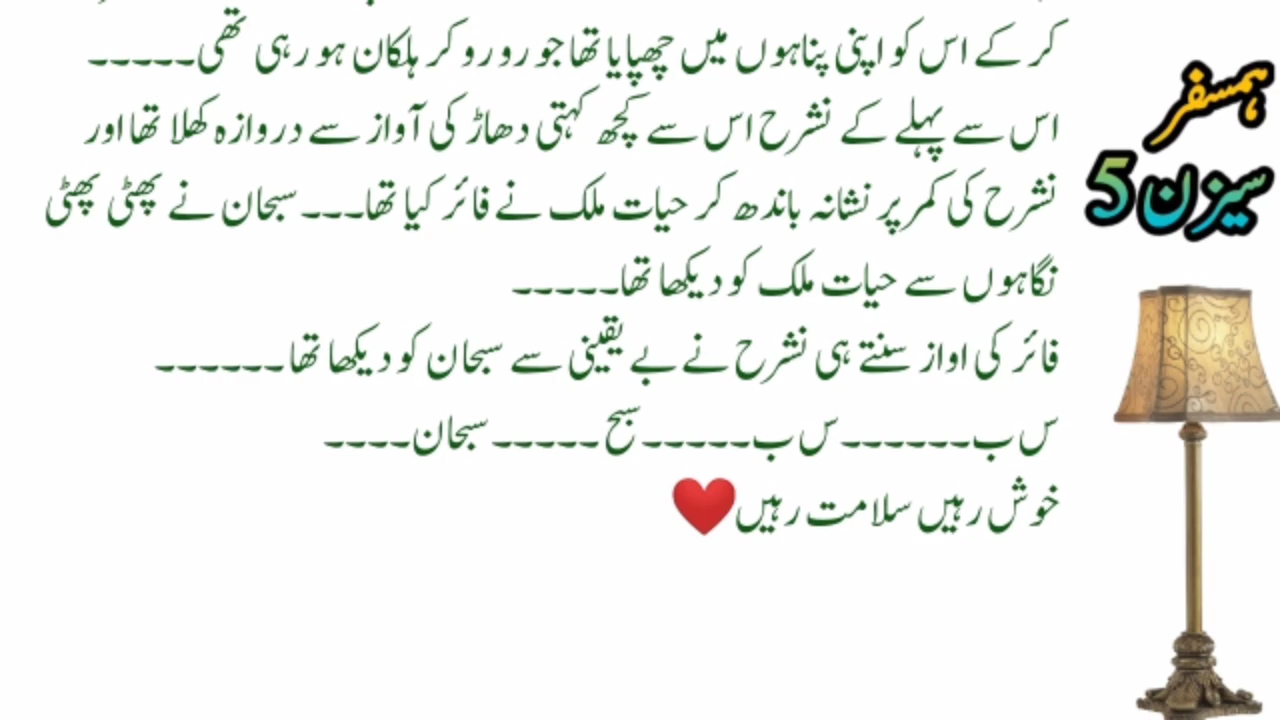 کر کے اس کو اپنی پناہوں میں چھپایا تھا جو رو رو کر ہلکان ہو رہی تھی۔۔۔۔۔
اس سے پہلے کے نشرح اس سے کچھ کہتی دھاڑ کی آواز سے دروازہ کھلا تھا اور
نشرح کی کمر پر نشانہ باندھ کر حیات ملک نے فائر کیا تھا۔۔۔ سبحان نے پھٹی پھٹی
نگاہوں سے حیات ملک کو دیکھا تھا۔۔۔۔۔
فائر کی اواز سنتے ہی نشرح نے بے یقینی سے سبحان کو دیکھا تھا۔۔۔۔۔۔
س ب۔۔۔۔۔۔ س ب۔۔۔۔۔ سبح ۔۔۔۔۔ سبحان۔۔۔۔
خوش رہیں سلامت رہیں❤️
ہمسفر
سیزن 5